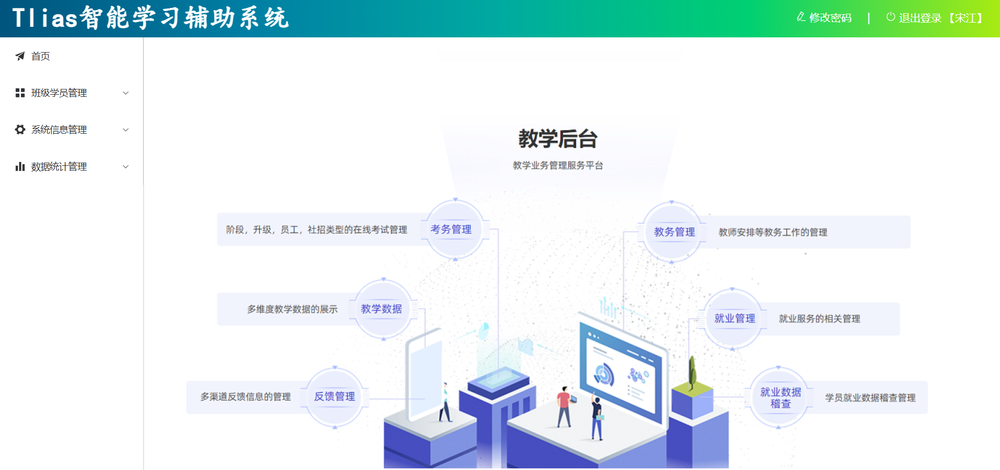 Tlias智能学习辅助系统
修改密码 | 退出登录 【宋江】
首页
班级学员管理
系统信息管理
数据统计管理
教学后台
教学业务管理服务平台
阶段，升级，员工，社招类型的在线考试管理
考务管理
教务管理
教师安排等教务工作的管理
多维度教学数据的展示
教学数据
就业管理
就业服务的相关管理
多渠道反馈信息的管理
反馈管理
就业数据
稽查
学员就业数据稽查管理